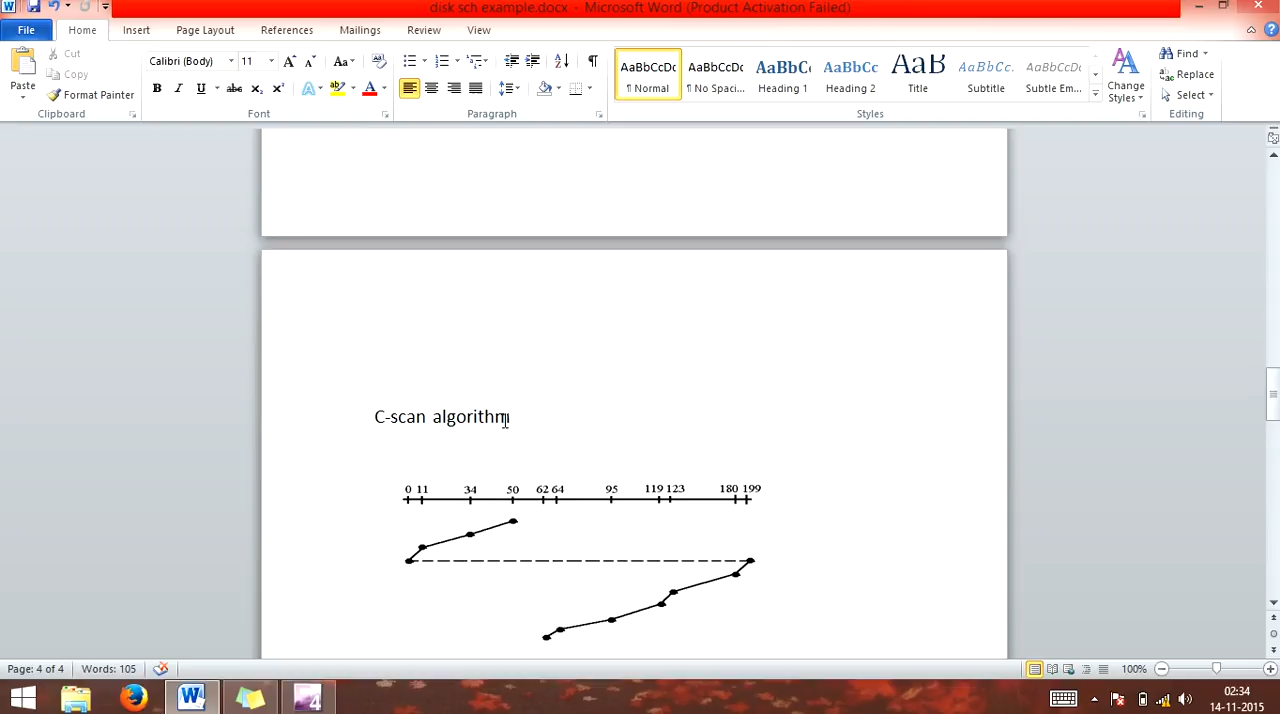 disk sch example.docx - Microsoft Word (Product Activation Failed)
File Home Insert Page Layout References Mailings Review View
Paste Cut Copy Format Painter
Calibri (Body) 11
AaBbCcDc AaBbCcDc AaBbC AaBbCc AaB AaBbCc. AaBbCcDc
¶ Normal ¶ No Spaci... Heading 1 Heading 2 Title Subtitle Subtle Em...
Change Styles
Find Replace Select
Clipboard Font Paragraph Styles Editing
C-scan algorithm
0 11 34 50 62 64 95 119 123 180 199
Page: 4 of 4 Words: 105 100%
02:34
14-11-2015